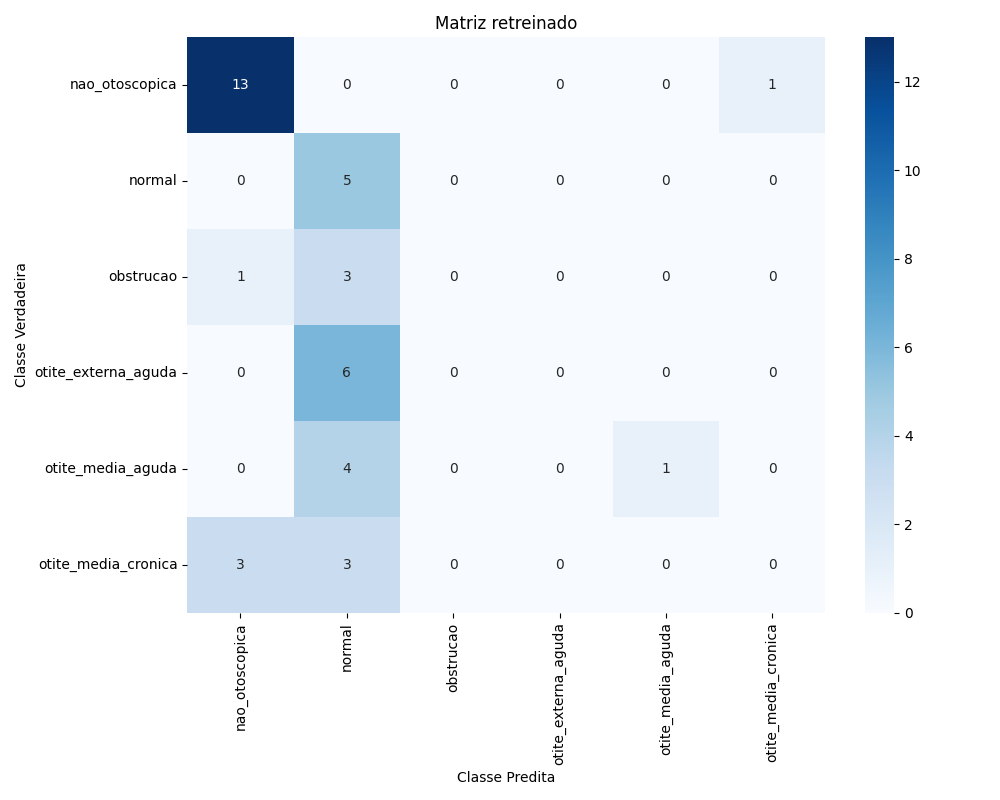 Matriz retreinado
Classe Verdadeira
nao_otoscopica 13 0 0 0 0 1
normal 0 5 0 0 0 0
obstrucao 1 3 0 0 0 0
otite_externa_aguda 0 6 0 0 0 0
otite_media_aguda 0 4 0 0 1 0
otite_media_cronica 3 3 0 0 0 0
nao_otoscopica
normal
obstrucao
otite_externa_aguda
otite_media_aguda
otite_media_cronica
Classe Predita
12
10
8
6
4
2
0